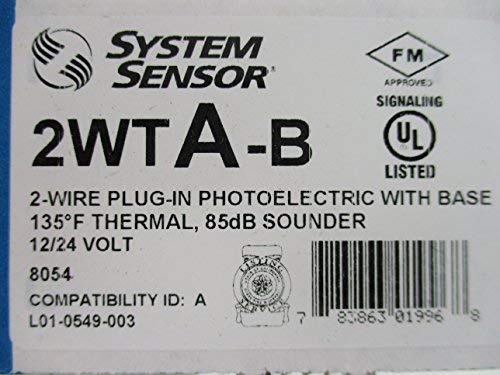 SYSTEM
SENSOR®
FM
APPROVED
SIGNALING
UL
LISTED
2WTA-B
2-WIRE PLUG-IN PHOTOELECTRIC WITH BASE
135°F THERMAL, 85dB SOUNDER
12/24 VOLT
8054
LISTING
COMPATIBILITY ID: A
L01-0549-003
7 83863 01996 8